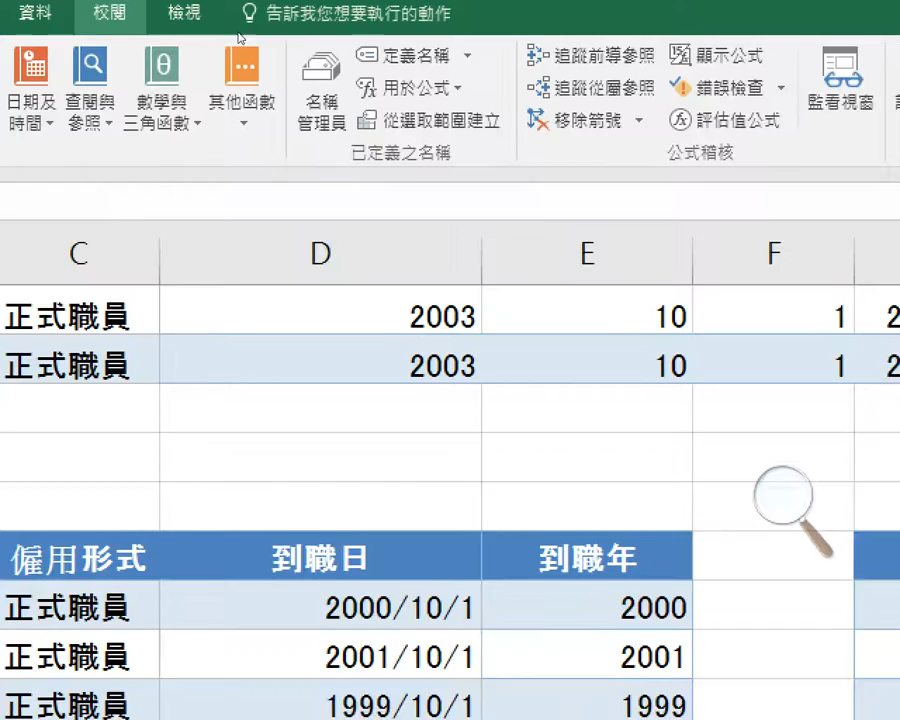 資料 校閱 檢視 告訴我您想要執行的動作
日期及時間 查閱與參照 數學與三角函數 其他函數
名稱管理員
定義名稱
用於公式
從選取範圍建立
已定義之名稱
追蹤前導參照
追蹤從屬參照
移除箭號
顯示公式
錯誤檢查
評估值公式
公式稽核
監看視窗
C D E F
正式職員 2003 10 1 2
正式職員 2003 10 1 2
僱用形式 到職日 到職年
正式職員 2000/10/1 2000
正式職員 2001/10/1 2001
正式職員 1999/10/1 1999